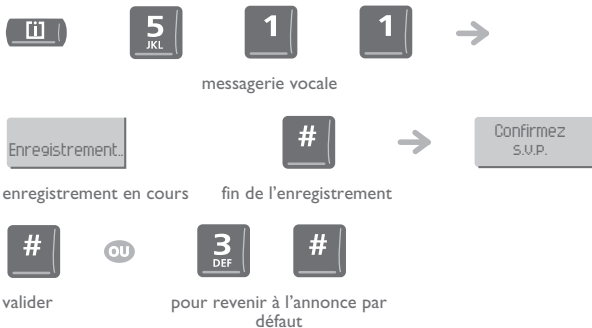 i 5 JKL 1 1
messagerie vocale
Enregistrement.. # Confirmez S.V.P.
enregistrement en cours fin de l'enregistrement
# OU 3 DEF #
valider pour revenir à l'annonce par
défaut